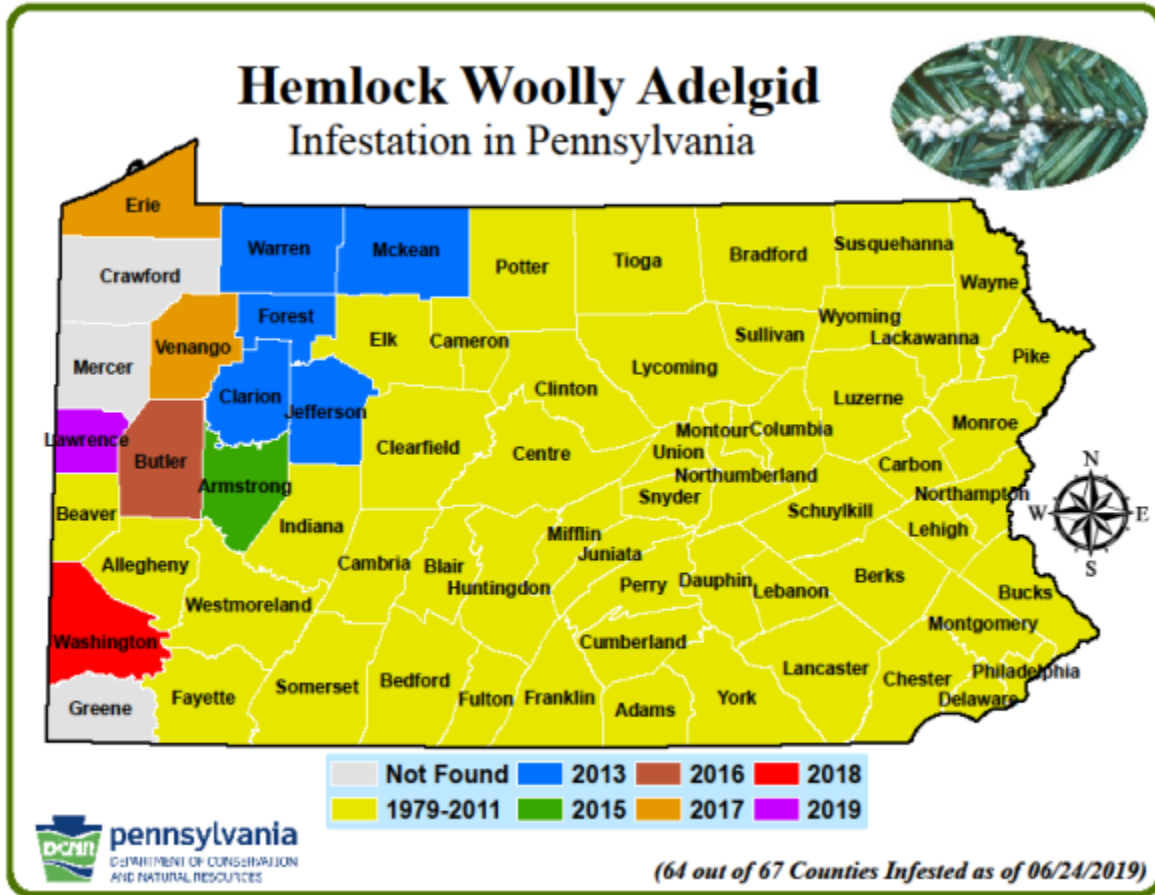 Hemlock Woolly Adelgid
Infestation in Pennsylvania
Erie
Warren
Mckean
Potter
Tioga
Bradford
Susquehanna
Wayne
Crawford
Forest
Venango
Mercer
Elk
Cameron
Sullivan
Wyoming
Lackawanna
Pike
Lycoming
Clinton
Clarion
Jefferson
Luzerne
Monroe
Lawrence
Butler
Clearfield
Centre
Union
Montour
Columbia
Carbon
Armstrong
Northumberland
Snyder
Northampton
Beaver
Indiana
Schuylkill
Lehigh
Mifflin
Juniata
Allegheny
Cambria
Blair
Huntingdon
Perry
Dauphin
Lebanon
Berks
Bucks
Westmoreland
Montgomery
Washington
Cumberland
Lancaster
Chester
Philadelphia
Delaware
Greene
Fayette
Somerset
Bedford
Fulton
Franklin
Adams
York
N
W
E
S
Not Found
2013
2016
2018
1979-2011
2015
2017
2019
DCNR
pennsylvania
DEPARTMENT OF CONSERVATION
AND NATURAL RESOURCES
(64 out of 67 Counties Infested as of 06/24/2019)